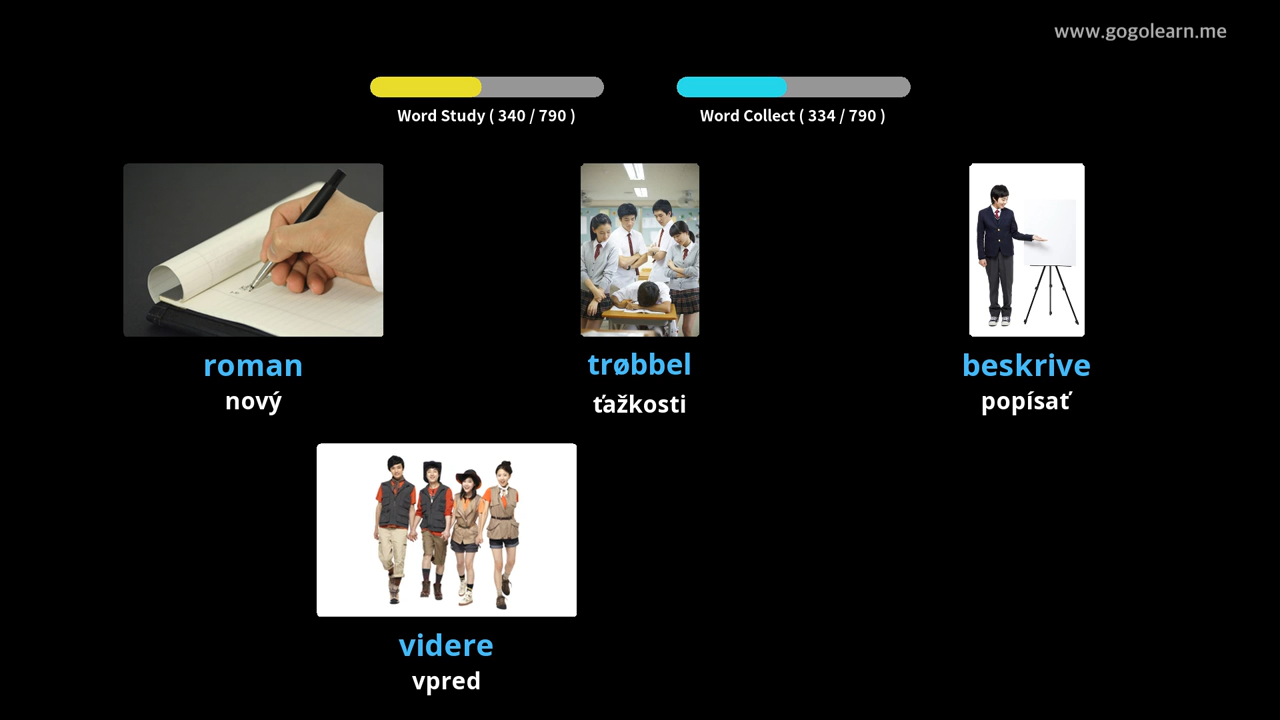 www.gogolearn.me
Word Study ( 340 / 790 )
Word Collect ( 334 / 790 )
roman
nový
trøbbel
ťažkosti
beskrive
popísať
videre
vpred